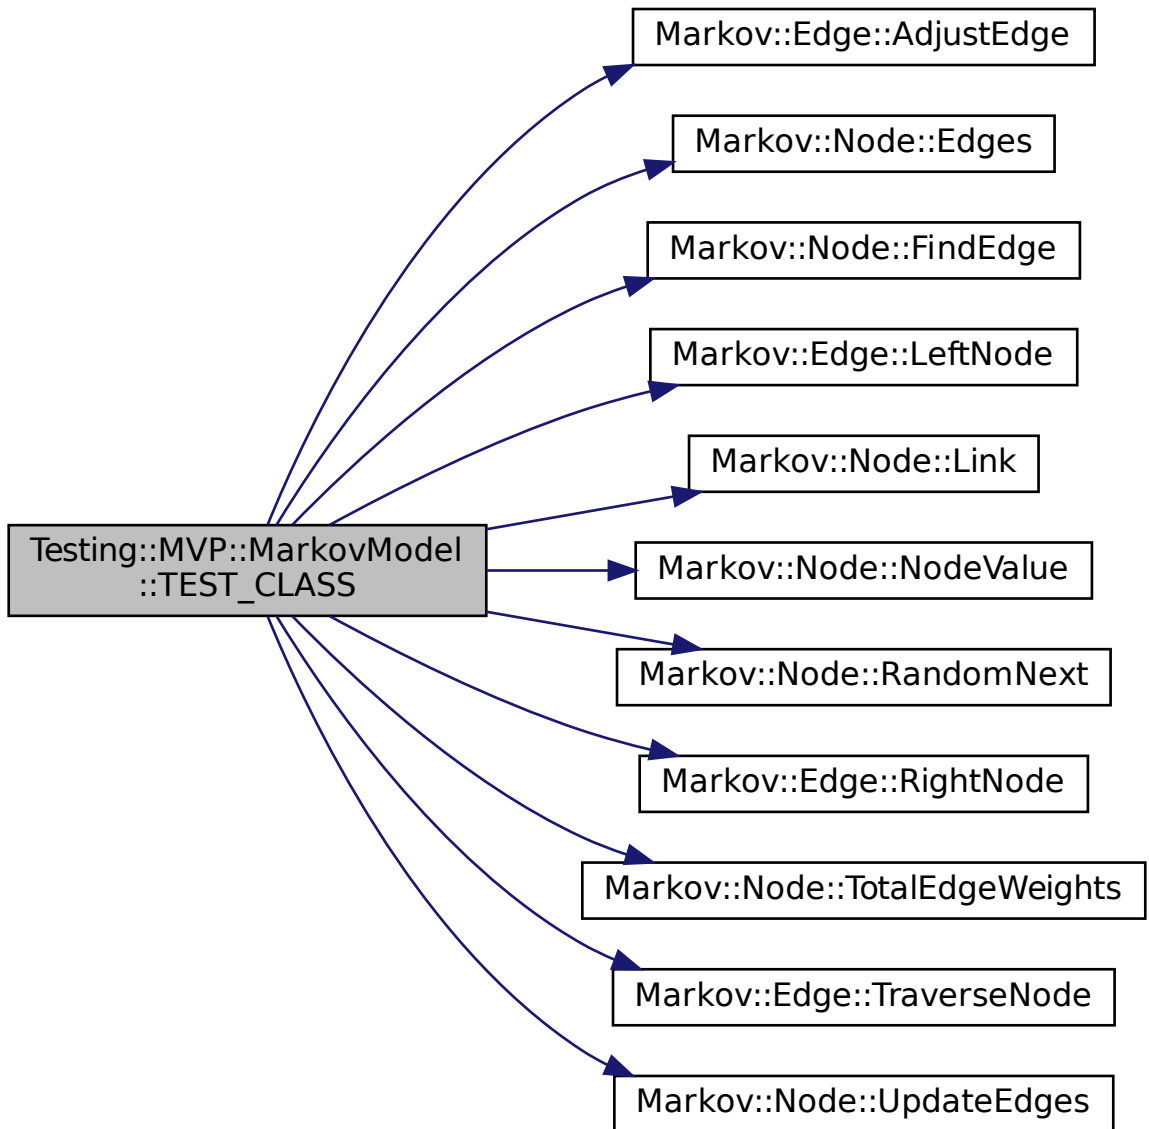 Markov::Edge::AdjustEdge
Markov::Node::Edges
Markov::Node::FindEdge
Markov::Edge::LeftNode
Markov::Node::Link
Testing::MVP::MarkovModel
::TEST_CLASS
Markov::Node::NodeValue
Markov::Node::RandomNext
Markov::Edge::RightNode
Markov::Node::TotalEdgeWeights
Markov::Edge::TraverseNode
Markov::Node::UpdateEdges